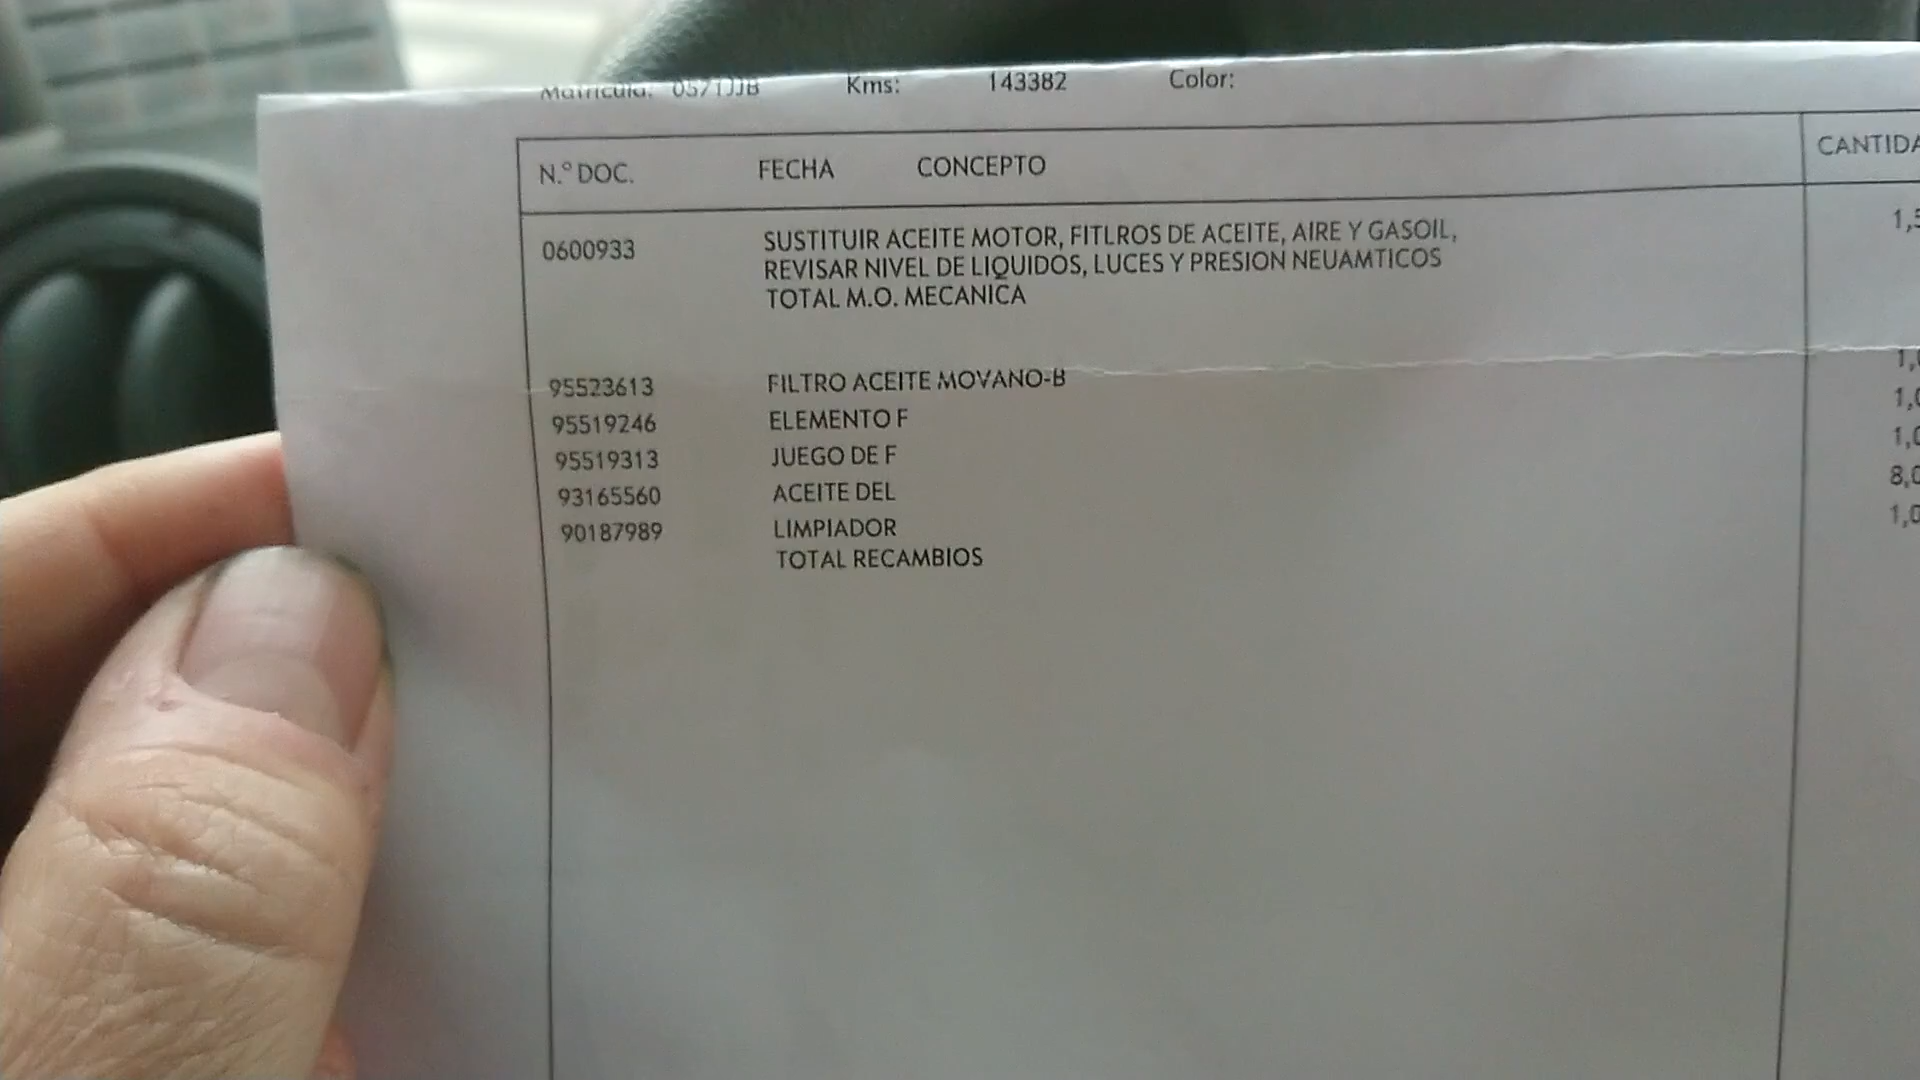 Matricula: 0571JJB Kms: 143382 Color:
N.º DOC. FECHA CONCEPTO
0600933 SUSTITUIR ACEITE MOTOR, FITLROS DE ACEITE, AIRE Y GASOIL,
REVISAR NIVEL DE LIQUIDOS, LUCES Y PRESION NEUAMTICOS
TOTAL M.O. MECANICA
95523613 FILTRO ACEITE MOVANO-B
95519246 ELEMENTO F
95519313 JUEGO DE F
93165560 ACEITE DEL
90187989 LIMPIADOR
TOTAL RECAMBIOS